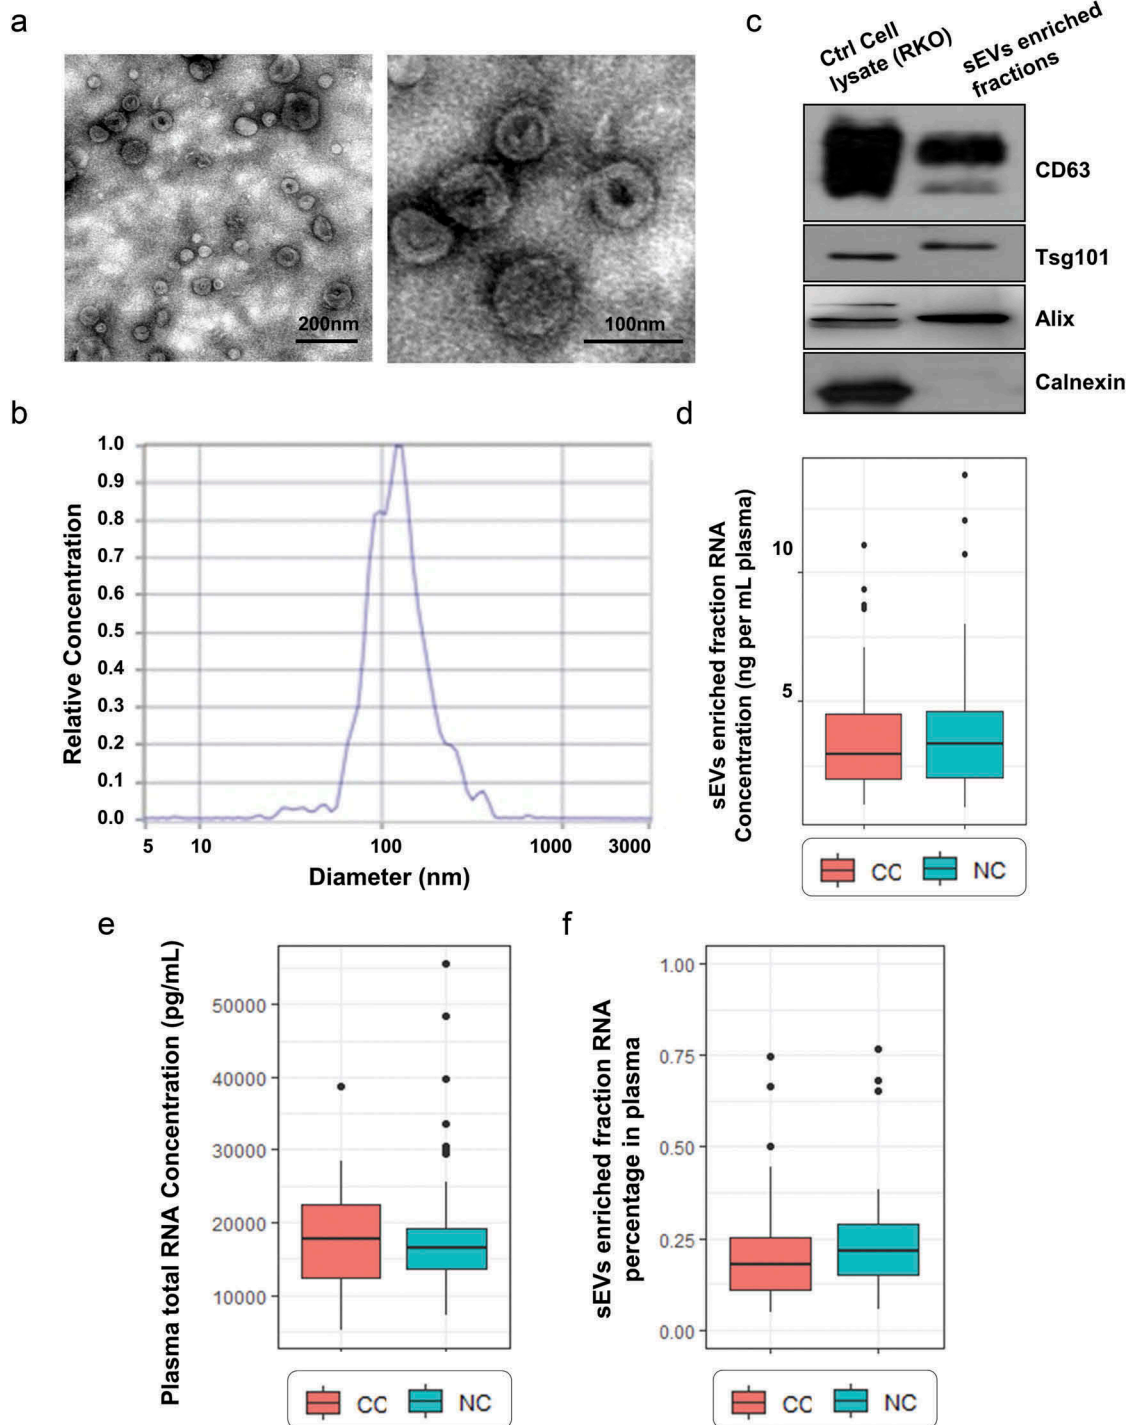 a
200nm
100nm
c
Ctrl Cell
lysate (RKO)
sEVs enriched
fractions
CD63
Tsg101
Alix
Calnexin
b
Relative Concentration
1.0
0.9
0.8
0.7
0.6
0.5
0.4
0.3
0.2
0.1
0.0
5 10 100 1000 3000
Diameter (nm)
d
sEVs enriched fraction RNA
Concentration (ng per mL plasma)
10
5
CC NC
e
Plasma total RNA Concentration (pg/mL)
50000
40000
30000
20000
10000
CC NC
f
sEVs enriched fraction RNA
percentage in plasma
1.00
0.75
0.50
0.25
0.00
CC NC